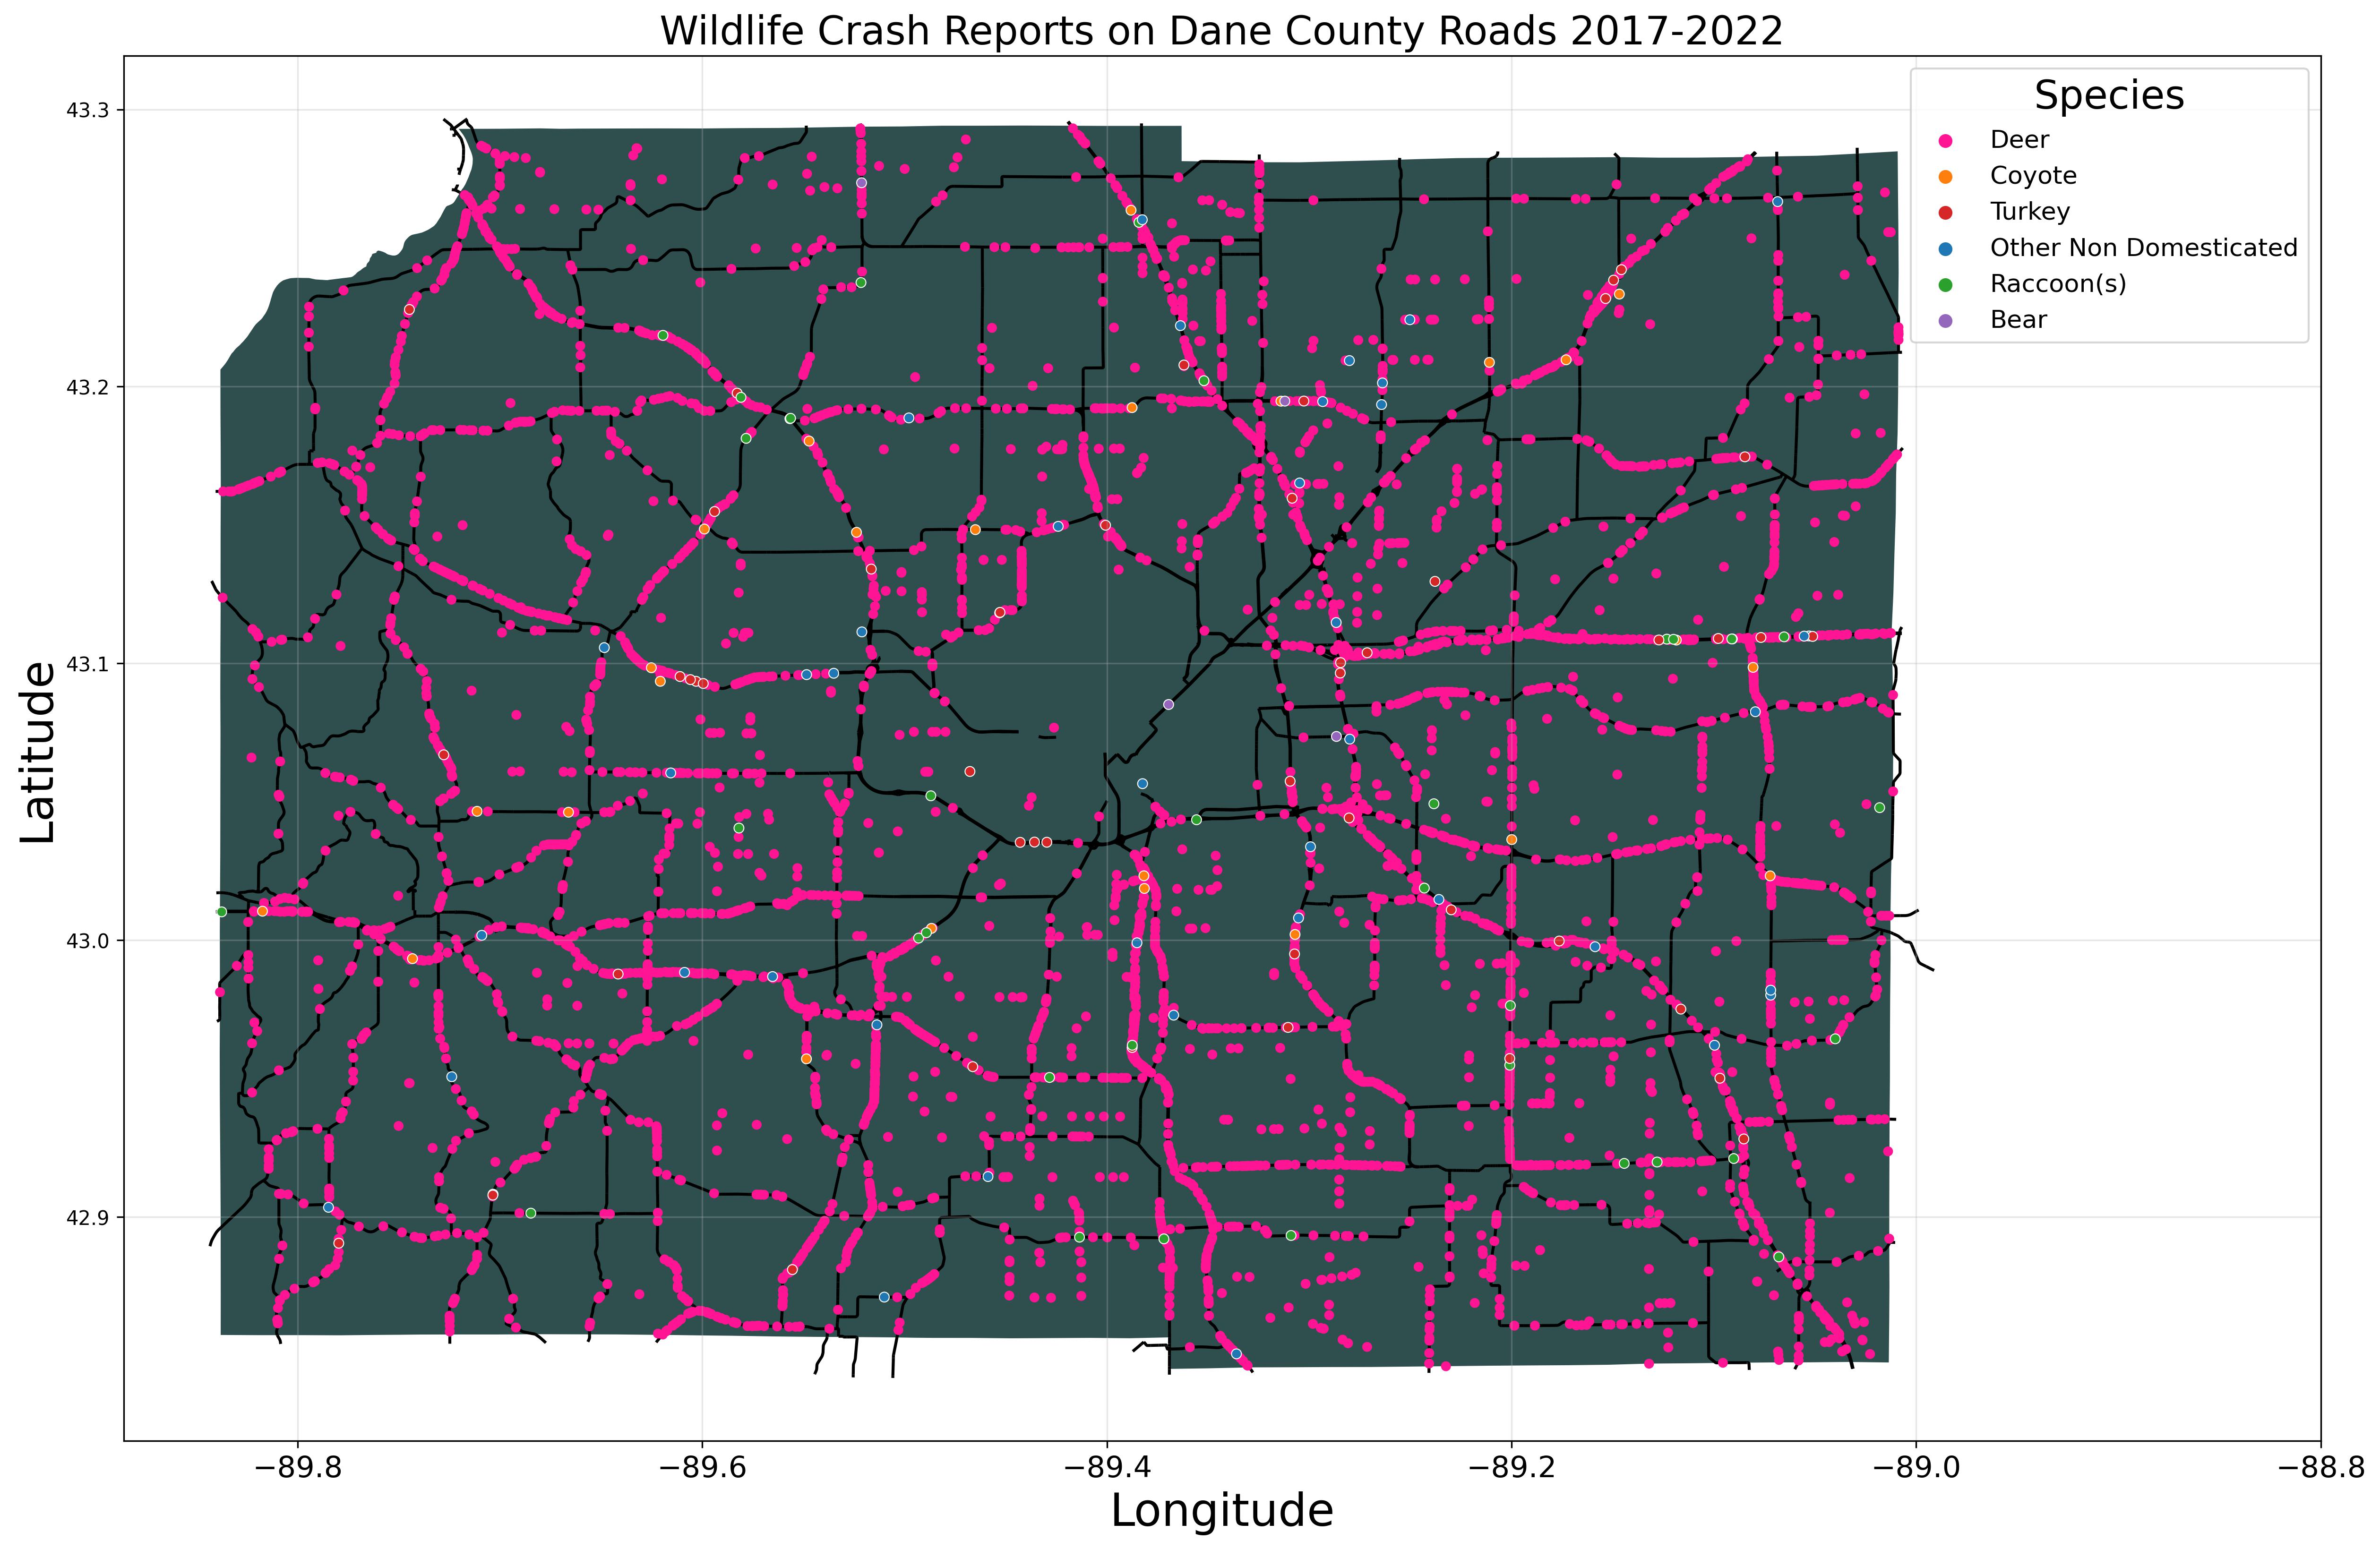 Wildlife Crash Reports on Dane County Roads 2017-2022
Species
Deer
Coyote
Turkey
Other Non Domesticated
Raccoon(s)
Bear
43.3
43.2
43.1
43.0
42.9
Latitude
−89.8
−89.6
−89.4
−89.2
−89.0
−88.8
Longitude